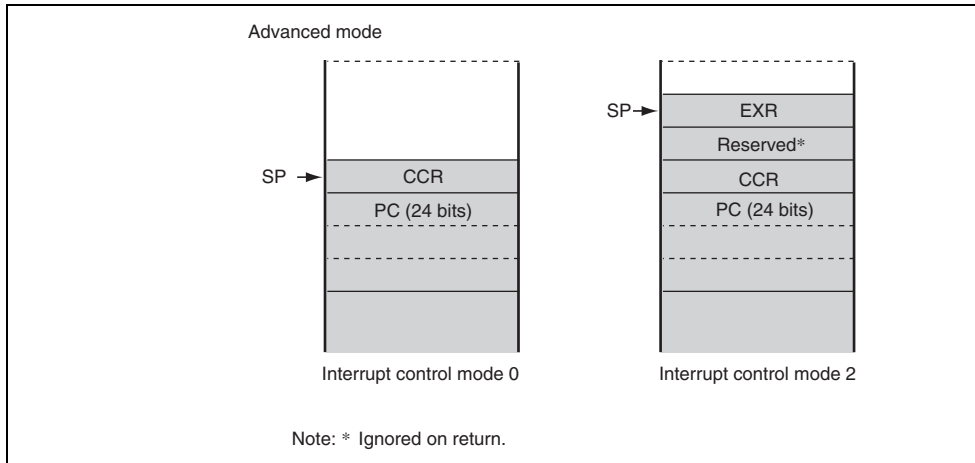 Advanced mode
SP
CCR
PC (24 bits)
Interrupt control mode 0
SP
EXR
Reserved*
CCR
PC (24 bits)
Interrupt control mode 2
Note: * Ignored on return.